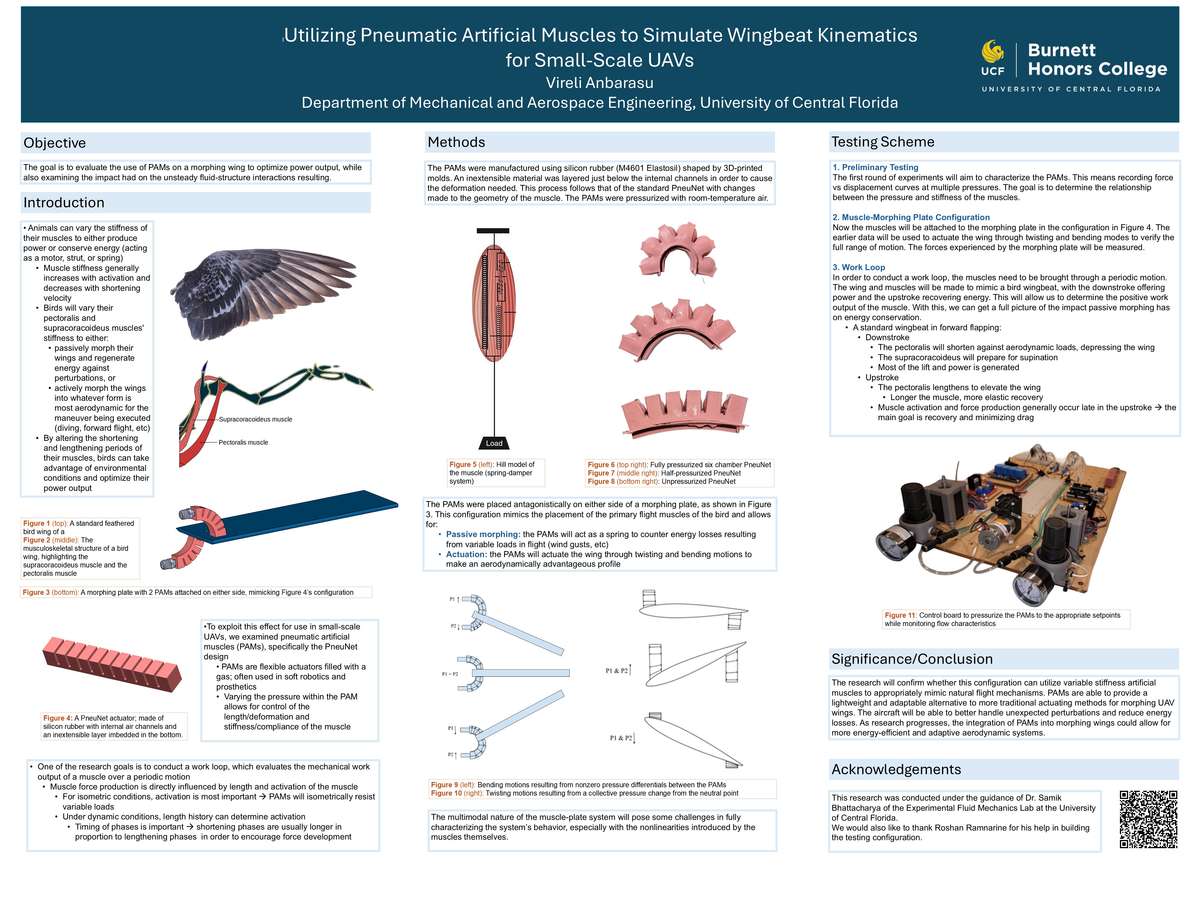 Utilizing Pneumatic Artificial Muscles to Simulate Wingbeat Kinematics
for Small-Scale UAVs
Vireli Anbarasu
Department of Mechanical and Aerospace Engineering, University of Central Florida
UCF
Burnett
Honors College
UNIVERSITY OF CENTRAL FLORIDA
Objective
The goal is to evaluate the use of PAMs on a morphing wing to optimize power output, while
also examining the impact had on the unsteady fluid-structure interactions resulting.
Introduction
• Animals can vary the stiffness of
their muscles to either produce
power or conserve energy (acting
as a motor, strut, or spring)
• Muscle stiffness generally
increases with activation and
decreases with shortening
velocity
• Birds will vary their
pectoralis and
supracoracoideus muscles'
stiffness to either:
• passively morph their
wings and regenerate
energy against
perturbations, or
• actively morph the wings
into whatever form is
most aerodynamic for the
maneuver being executed
(diving, forward flight, etc)
• By altering the shortening
and lengthening periods of
their muscles, birds can take
advantage of environmental
conditions and optimize their
power output
Supracoracoideus muscle
Pectoralis muscle
Figure 1 (top): A standard feathered
bird wing of a
Figure 2 (middle): The
musculoskeletal structure of a bird
wing, highlighting the
supracoracoideus muscle and the
pectoralis muscle
Figure 3 (bottom): A morphing plate with 2 PAMs attached on either side, mimicking Figure 4's configuration
Figure 4: A PneuNet actuator; made of
silicon rubber with internal air channels and
an inextensible layer imbedded in the bottom.
•To exploit this effect for use in small-scale
UAVs, we examined pneumatic artificial
muscles (PAMs), specifically the PneuNet
design
• PAMs are flexible actuators filled with a
gas; often used in soft robotics and
prosthetics
• Varying the pressure within the PAM
allows for control of the
length/deformation and
stiffness/compliance of the muscle
• One of the research goals is to conduct a work loop, which evaluates the mechanical work
output of a muscle over a periodic motion
• Muscle force production is directly influenced by length and activation of the muscle
• For isometric conditions, activation is most important → PAMs will isometrically resist
variable loads
• Under dynamic conditions, length history can determine activation
• Timing of phases is important → shortening phases are usually longer in
proportion to lengthening phases in order to encourage force development
Methods
The PAMs were manufactured using silicon rubber (M4601 Elastosil) shaped by 3D-printed
molds. An inextensible material was layered just below the internal channels in order to cause
the deformation needed. This process follows that of the standard PneuNet with changes
made to the geometry of the muscle. The PAMs were pressurized with room-temperature air.
Load
Figure 5 (left): Hill model of
the muscle (spring-damper
system)
Figure 6 (top right): Fully pressurized six chamber PneuNet
Figure 7 (middle right): Half-pressurized PneuNet
Figure 8 (bottom right): Unpressurized PneuNet
The PAMs were placed antagonistically on either side of a morphing plate, as shown in Figure
3. This configuration mimics the placement of the primary flight muscles of the bird and allows
for:
• Passive morphing: the PAMs will act as a spring to counter energy losses resulting
from variable loads in flight (wind gusts, etc)
• Actuation: the PAMs will actuate the wing through twisting and bending motions to
make an aerodynamically advantageous profile
P1 ↑
P2 ↓
P1 = P2
P1 ↓
P2 ↑
P1 & P2 ↑
P1 & P2 ↓
Figure 9 (left): Bending motions resulting from nonzero pressure differentials between the PAMs
Figure 10 (right): Twisting motions resulting from a collective pressure change from the neutral point
The multimodal nature of the muscle-plate system will pose some challenges in fully
characterizing the system's behavior, especially with the nonlinearities introduced by the
muscles themselves.
Testing Scheme
1. Preliminary Testing
The first round of experiments will aim to characterize the PAMs. This means recording force
vs displacement curves at multiple pressures. The goal is to determine the relationship
between the pressure and stiffness of the muscles.
2. Muscle-Morphing Plate Configuration
Now the muscles will be attached to the morphing plate in the configuration in Figure 4. The
earlier data will be used to actuate the wing through twisting and bending modes to verify the
full range of motion. The forces experienced by the morphing plate will be measured.
3. Work Loop
In order to conduct a work loop, the muscles need to be brought through a periodic motion.
The wing and muscles will be made to mimic a bird wingbeat, with the downstroke offering
power and the upstroke recovering energy. This will allow us to determine the positive work
output of the muscle. With this, we can get a full picture of the impact passive morphing has
on energy conservation.
• A standard wingbeat in forward flapping:
• Downstroke
• The pectoralis will shorten against aerodynamic loads, depressing the wing
• The supracoracoideus will prepare for supination
• Most of the lift and power is generated
• Upstroke
• The pectoralis lengthens to elevate the wing
• Longer the muscle, more elastic recovery
• Muscle activation and force production generally occur late in the upstroke → the
main goal is recovery and minimizing drag
Figure 11: Control board to pressurize the PAMs to the appropriate setpoints
while monitoring flow characteristics
Significance/Conclusion
The research will confirm whether this configuration can utilize variable stiffness artificial
muscles to appropriately mimic natural flight mechanisms. PAMs are able to provide a
lightweight and adaptable alternative to more traditional actuating methods for morphing UAV
wings. The aircraft will be able to better handle unexpected perturbations and reduce energy
losses. As research progresses, the integration of PAMs into morphing wings could allow for
more energy-efficient and adaptive aerodynamic systems.
Acknowledgements
This research was conducted under the guidance of Dr. Samik
Bhattacharya of the Experimental Fluid Mechanics Lab at the University
of Central Florida.
We would also like to thank Roshan Ramnarine for his help in building
the testing configuration.